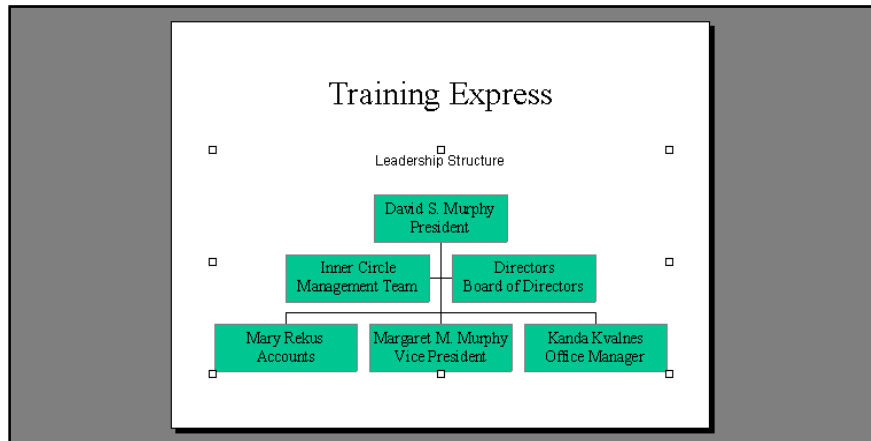 Training Express
Leadership Structure
David S. Murphy
President
Inner Circle
Management Team
Directors
Board of Directors
Mary Rekus
Accounts
Margaret M. Murphy
Vice President
Kanda Kvalnes
Office Manager